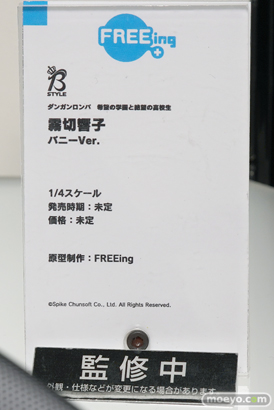 FREEing
B
STYLE
ダンガンロンパ 希望の学園と絶望の高校生
霧切響子
バニーVer.
1/4スケール
発売時期：未定
価格：未定
原型制作：FREEing
©Spike Chunsoft Co., Ltd. All Rights Reserved.
監修中
外観・仕様などが変更になる場合があります
moeyo.com